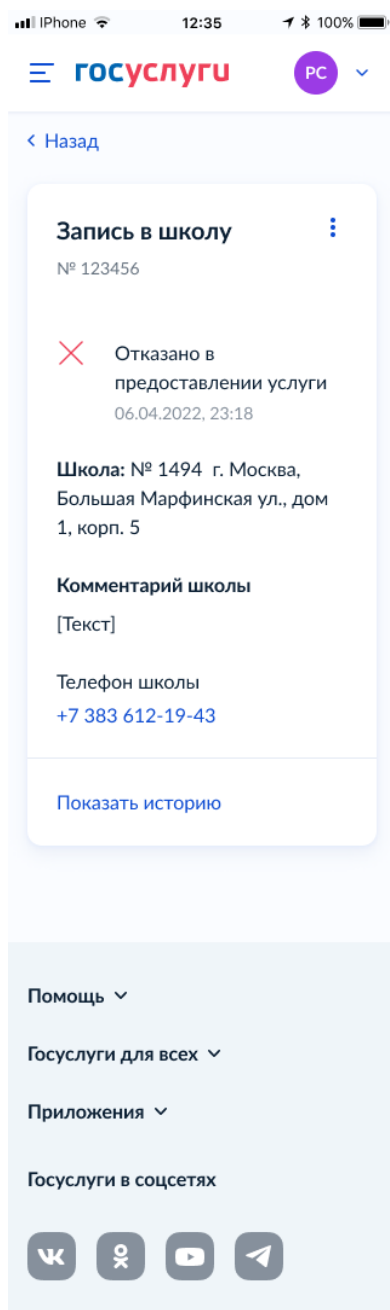 IPhone 12:35 100%
госуслуги РС
Назад
Запись в школу
№ 123456
Отказано в
предоставлении услуги
06.04.2022, 23:18
Школа: № 1494 г. Москва,
Большая Марфинская ул., дом
1, корп. 5
Комментарий школы
[Текст]
Телефон школы
+7 383 612-19-43
Показать историю
Помощь
Госуслуги для всех
Приложения
Госуслуги в соцсетях